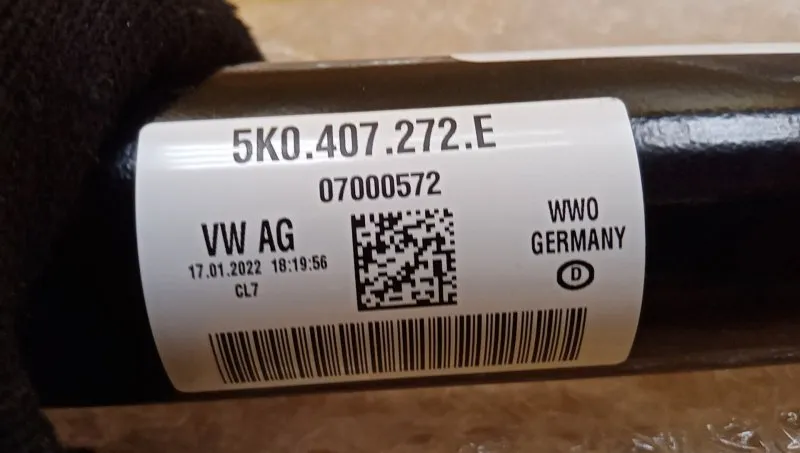 5K0.407.272.E
07000572
VW AG
17.01.2022 18:19:56
CL7
WWO
GERMANY
D